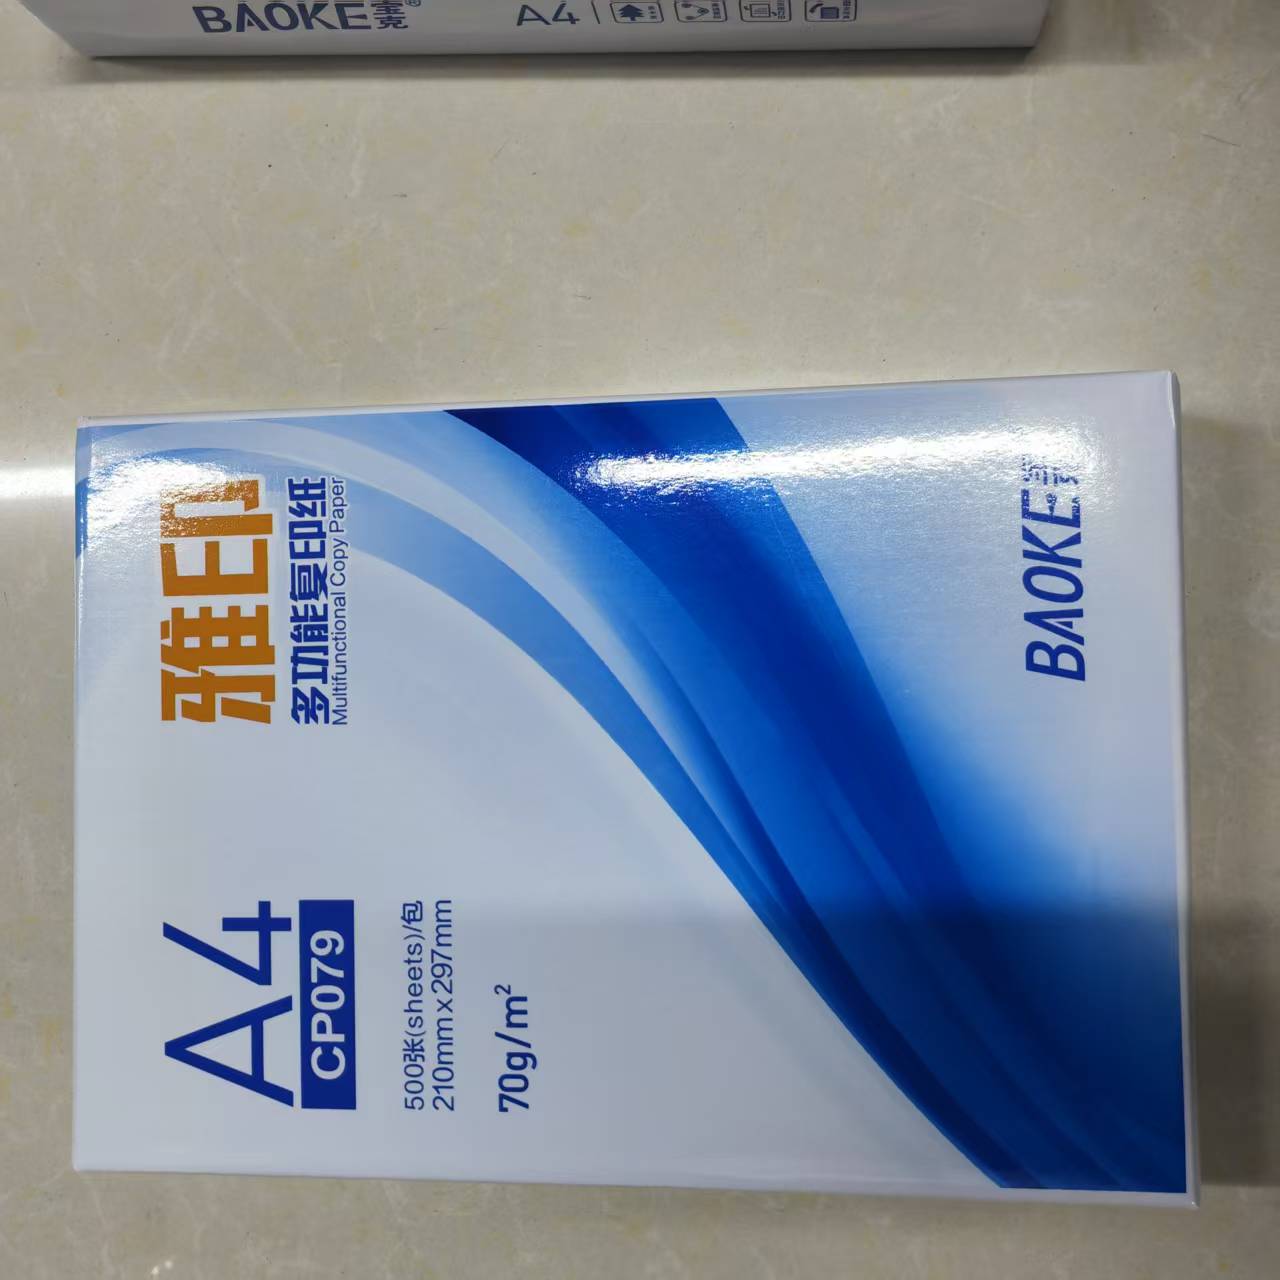 BAOKE宝克®
A4
A4
CP079
雅印
多功能复印纸
Multifunctional Copy Paper
500张(sheets)/包
210mm x 297mm
70g/m²
BAOKE宝克